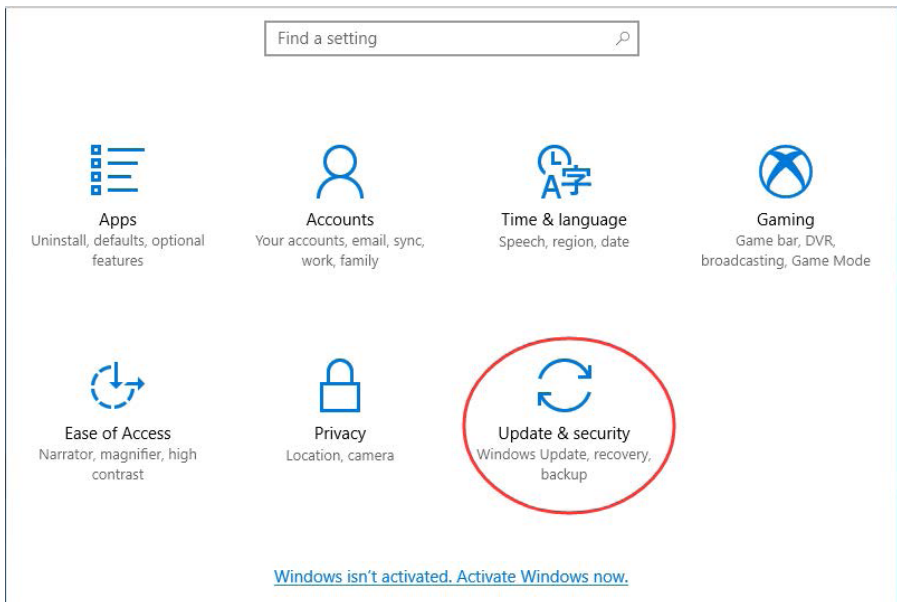 Find a setting
Apps
Uninstall, defaults, optional
features
Accounts
Your accounts, email, sync,
work, family
A字
Time & language
Speech, region, date
Gaming
Game bar, DVR,
broadcasting, Game Mode
Ease of Access
Narrator, magnifier, high
contrast
Privacy
Location, camera
Update & security
Windows Update, recovery,
backup
Windows isn't activated. Activate Windows now.